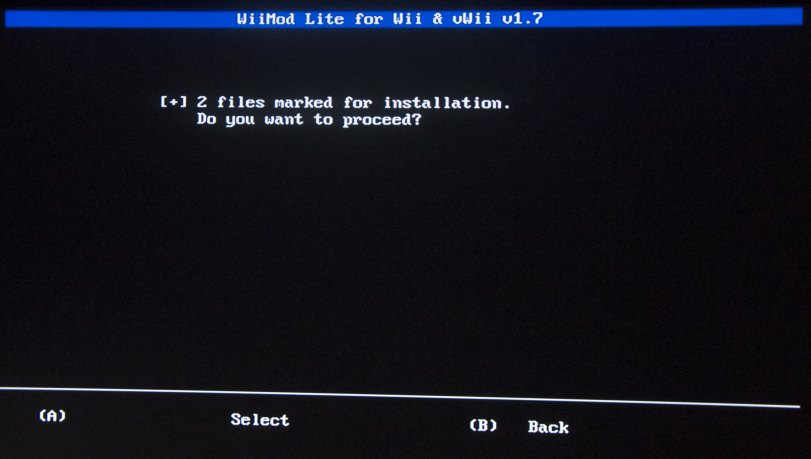 WiiMod Lite for Wii & vWii v1.7
[+] 2 files marked for installation.
Do you want to proceed?
(A) Select (B) Back